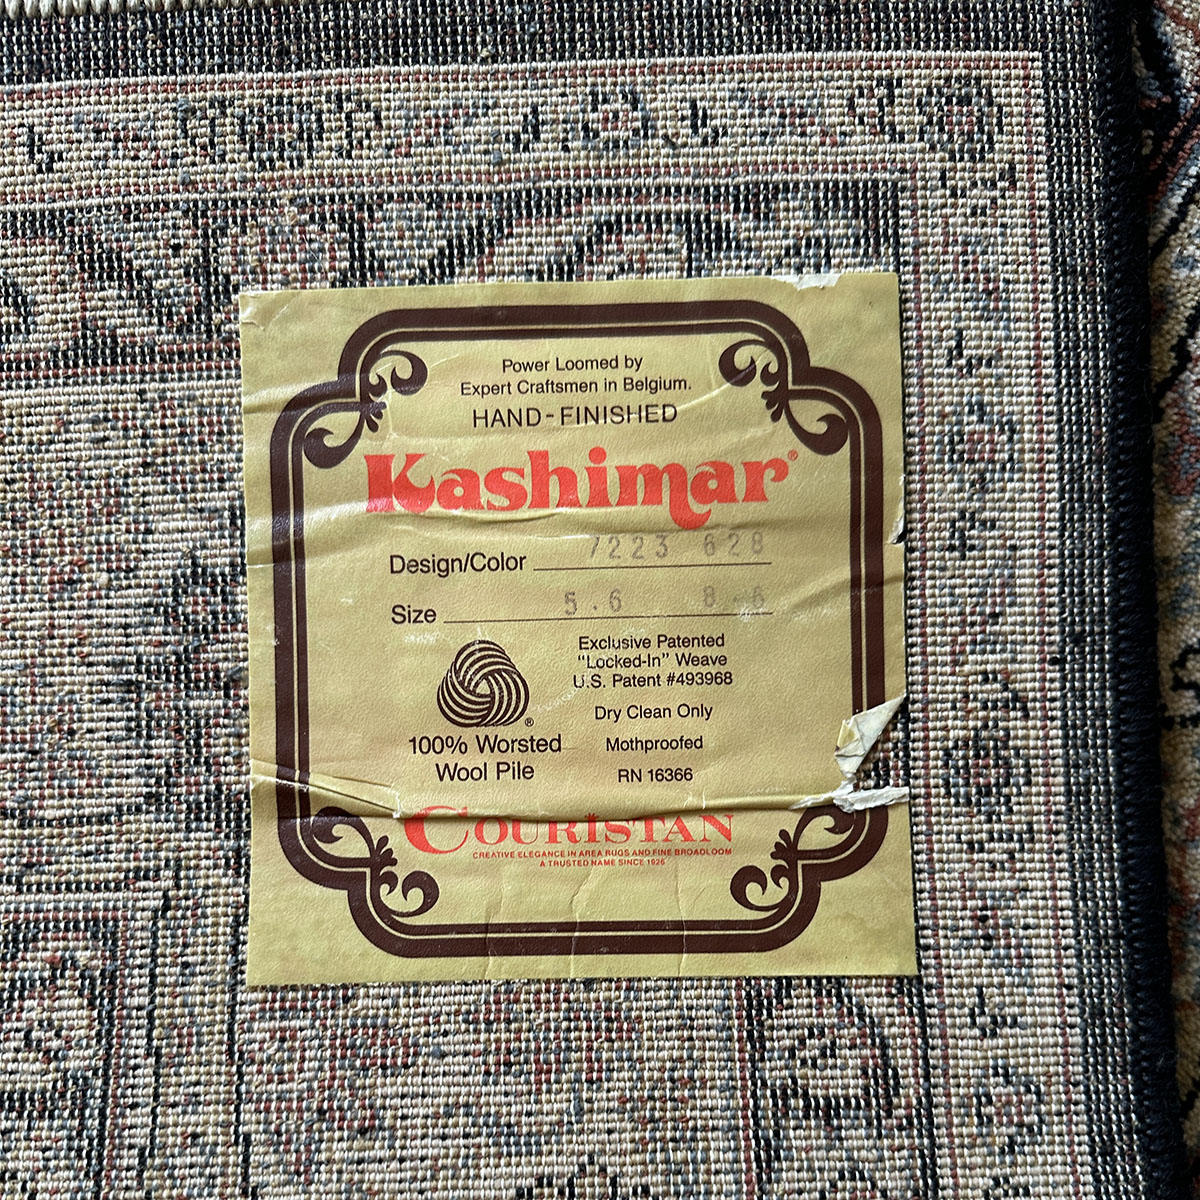 Power Loomed by
Expert Craftsmen in Belgium.
HAND-FINISHED
Kashimar®
Design/Color 7223 628
Size 5.6 8.6
Exclusive Patented
"Locked-In" Weave
U.S. Patent #493968
Dry Clean Only
®
100% Worsted
Wool Pile
Mothproofed
RN 16366
COURISTAN
CREATIVE ELEGANCE IN AREA RUGS AND FINE BROADLOOM
A TRUSTED NAME SINCE 1926